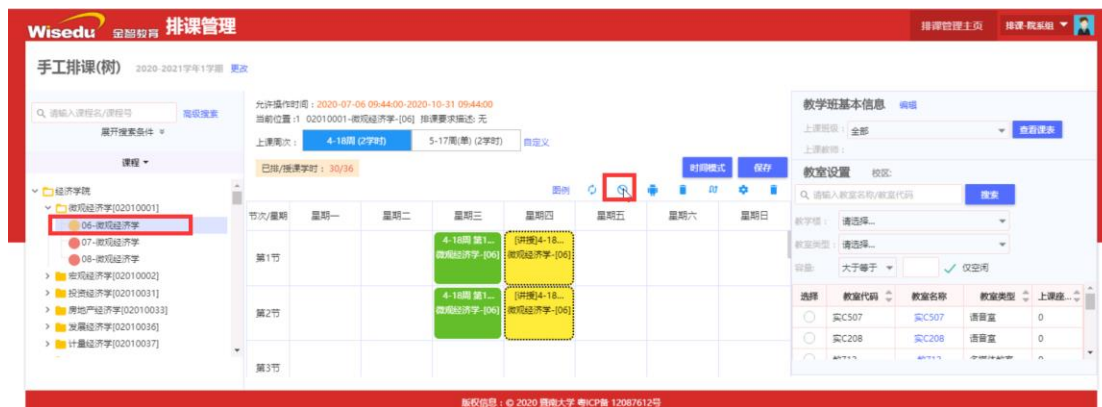 Wisedu 金智教育 排课管理
排课管理主页 排课-院系组
手工排课(树) 2020-2021学年1学期 更改
请输入课程名/课程号 高级搜索
展开搜索条件
课程
经济学院
微观经济学[02010001]
06-微观经济学
07-微观经济学
08-微观经济学
宏观经济学[02010002]
投资经济学[02010031]
房地产经济学[02010033]
发展经济学[02010036]
计量经济学[02010037]
允许操作时间：2020-07-06 09:44:00-2020-10-31 09:44:00
当前位置:1 02010001-微观经济学-[06] 排课要求描述: 无
上课周次： 4-18周 (2学时) 5-17周(单) (2学时) 自定义
已排/授课学时：30/36 时间模式 保存
图例
节次/星期 星期一 星期二 星期三 星期四 星期五 星期六 星期日
第1节 4-18周 第1... 微观经济学-[06] [讲授]4-18... 微观经济学-[06]
第2节 4-18周 第1... 微观经济学-[06] [讲授]4-18... 微观经济学-[06]
第3节
教学班基本信息 编辑
上课班级： 全部 查看课表
上课教师：
教室设置 校区:
请输入教室名称/教室代码 搜索
教学楼： 请选择...
教室类型： 请选择...
容量: 大于等于 仅空闲
选择 教室代码 教室名称 教室类型 上课座...
实C507 实C507 语音室 0
实C208 实C208 语音室 0
版权信息：© 2020 暨南大学 粤ICP备 12087612号